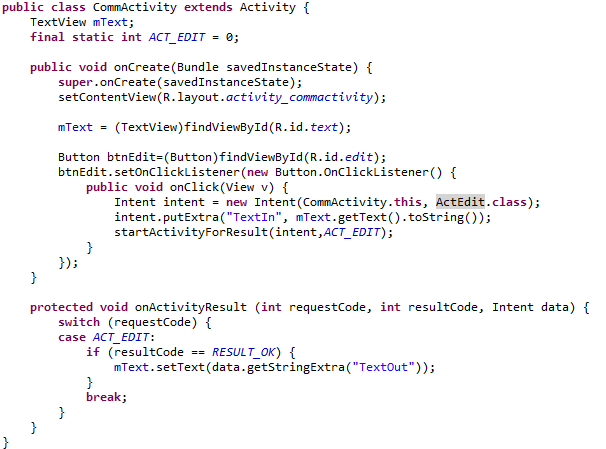 public class CommActivity extends Activity {
    TextView mText;
    final static int ACT_EDIT = 0;

    public void onCreate(Bundle savedInstanceState) {
        super.onCreate(savedInstanceState);
        setContentView(R.layout.activity_commactivity);

        mText = (TextView)findViewById(R.id.text);

        Button btnEdit=(Button)findViewById(R.id.edit);
        btnEdit.setOnClickListener(new Button.OnClickListener() {
            public void onClick(View v) {
                Intent intent = new Intent(CommActivity.this, ActEdit.class);
                intent.putExtra("TextIn", mText.getText().toString());
                startActivityForResult(intent,ACT_EDIT);
            }
        });
    }

    protected void onActivityResult (int requestCode, int resultCode, Intent data) {
        switch (requestCode) {
        case ACT_EDIT:
            if (resultCode == RESULT_OK) {
                mText.setText(data.getStringExtra("TextOut"));
            }
            break;
        }
    }
}